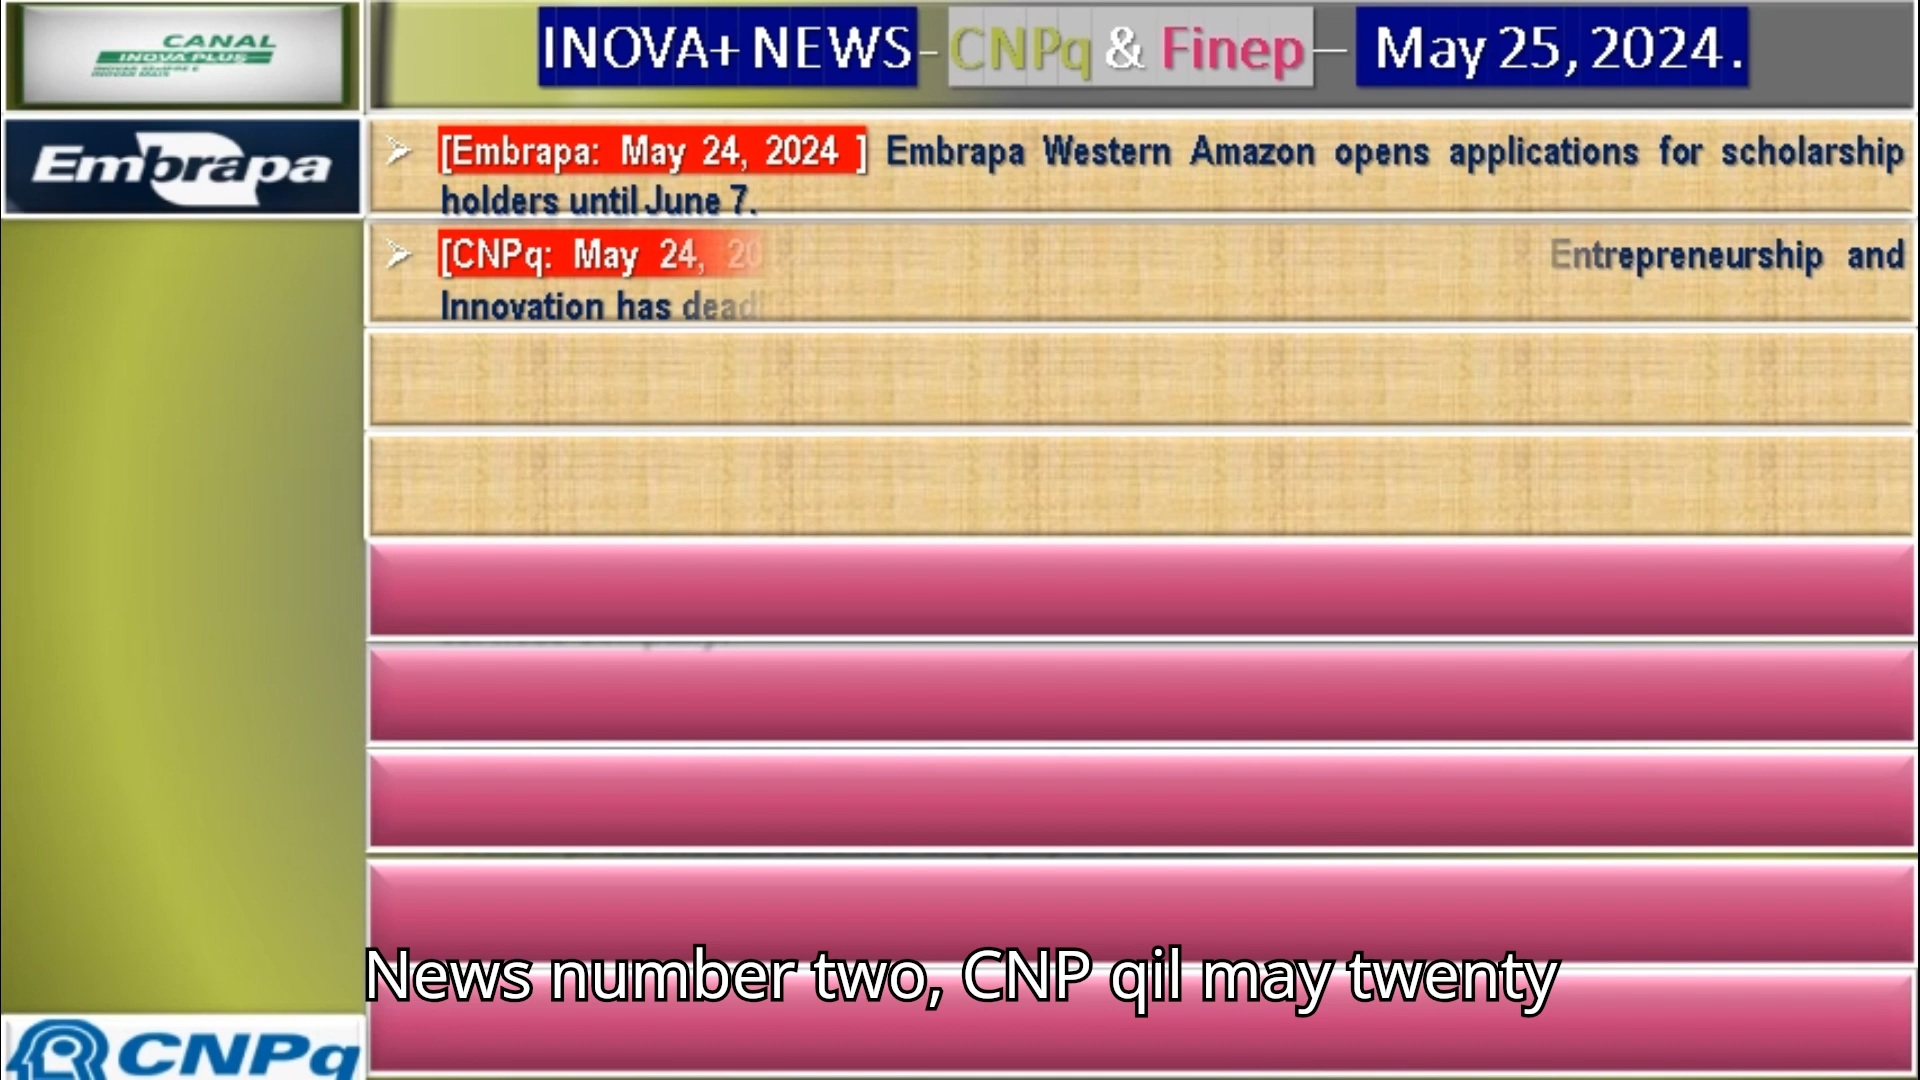 CANAL
INOVA PLUS
INOVA+ NEWS – CNPq & Finep — May 25, 2024.
Embrapa
➢ [Embrapa: May 24, 2024 ] Embrapa Western Amazon opens applications for scholarship
holders until June 7.
➢ [CNPq: May 24, 20 Entrepreneurship and
Innovation has dead
News number two, CNP qil may twenty
CNPq